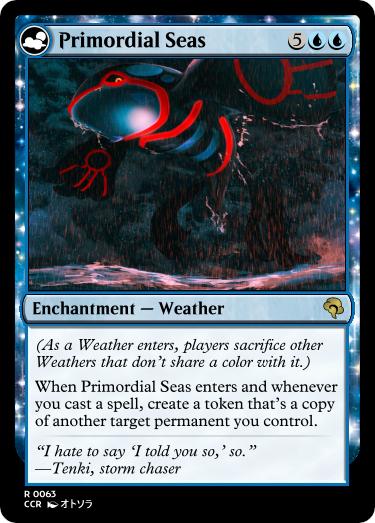 Primordial Seas 5
Enchantment — Weather
(As a Weather enters, players sacrifice other
Weathers that don't share a color with it.)
When Primordial Seas enters and whenever
you cast a spell, create a token that's a copy
of another target permanent you control.
“I hate to say ‘I told you so,’ so.”
—Tenki, storm chaser
R 0063
CCR オトソラ